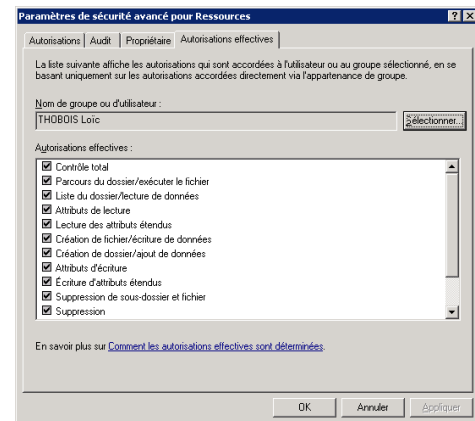 Paramètres de sécurité avancé pour Ressources
Autorisations Audit Propriétaire Autorisations effectives
La liste suivante affiche les autorisations qui sont accordées à l'utilisateur ou au groupe sélectionné, en se
basant uniquement sur les autorisations accordées directement via l'appartenance de groupe.
Nom de groupe ou d'utilisateur :
THOBOIS Loïc
Sélectionner...
Autorisations effectives :
Contrôle total
Parcours du dossier/exécuter le fichier
Liste du dossier/lecture de données
Attributs de lecture
Lecture des attributs étendus
Création de fichier/écriture de données
Création de dossier/ajout de données
Attributs d'écriture
Écriture d'attributs étendus
Suppression de sous-dossier et fichier
Suppression
En savoir plus sur Comment les autorisations effectives sont déterminées.
OK Annuler Appliquer